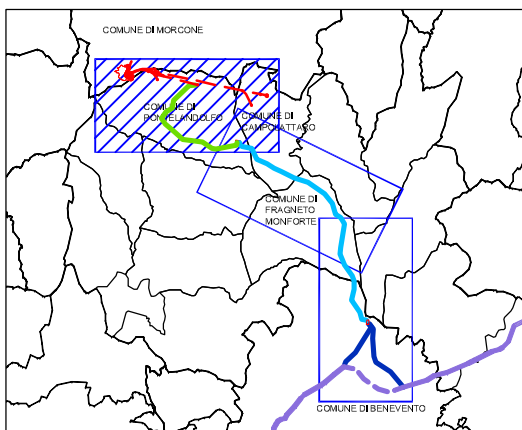 COMUNE DI MORCONE
COMUNE DI
PONTELANDOLFO
COMUNE DI
CAMPOLATTARO
COMUNE DI
FRAGNETO
MONFORTE
COMUNE DI BENEVENTO